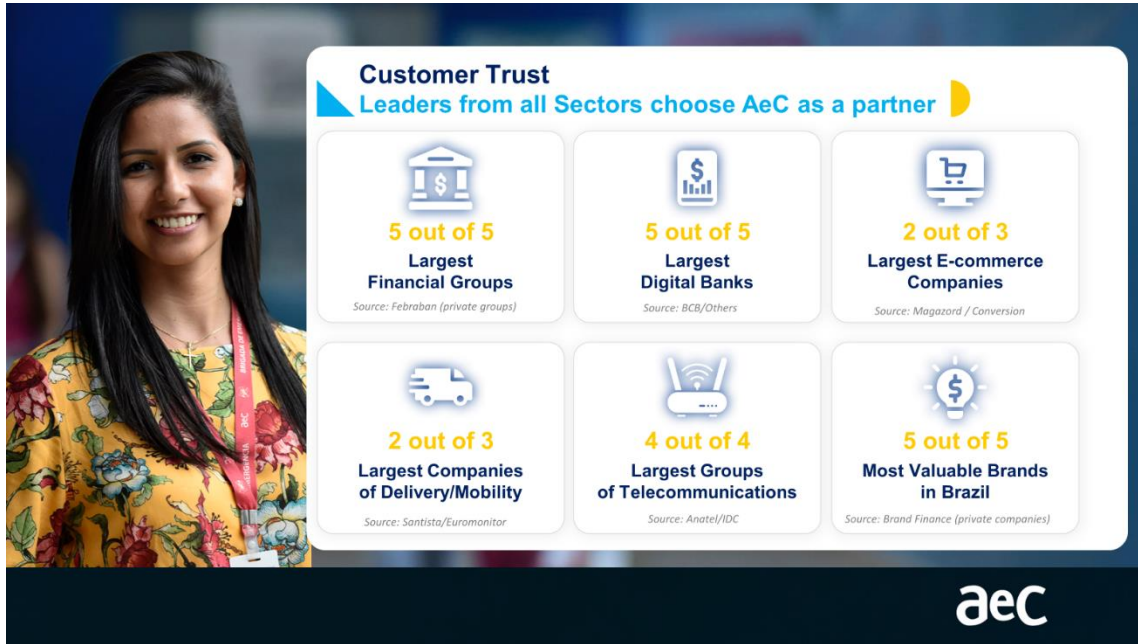 Customer Trust
Leaders from all Sectors choose AeC as a partner
$
5 out of 5
Largest
Financial Groups
Source: Febraban (private groups)
$
5 out of 5
Largest
Digital Banks
Source: BCB/Others
2 out of 3
Largest E-commerce
Companies
Source: Magazord / Conversion
2 out of 3
Largest Companies
of Delivery/Mobility
Source: Santista/Euromonitor
4 out of 4
Largest Groups
of Telecommunications
Source: Anatel/IDC
$
5 out of 5
Most Valuable Brands
in Brazil
Source: Brand Finance (private companies)
BRIGADA DE
aeC
aeC